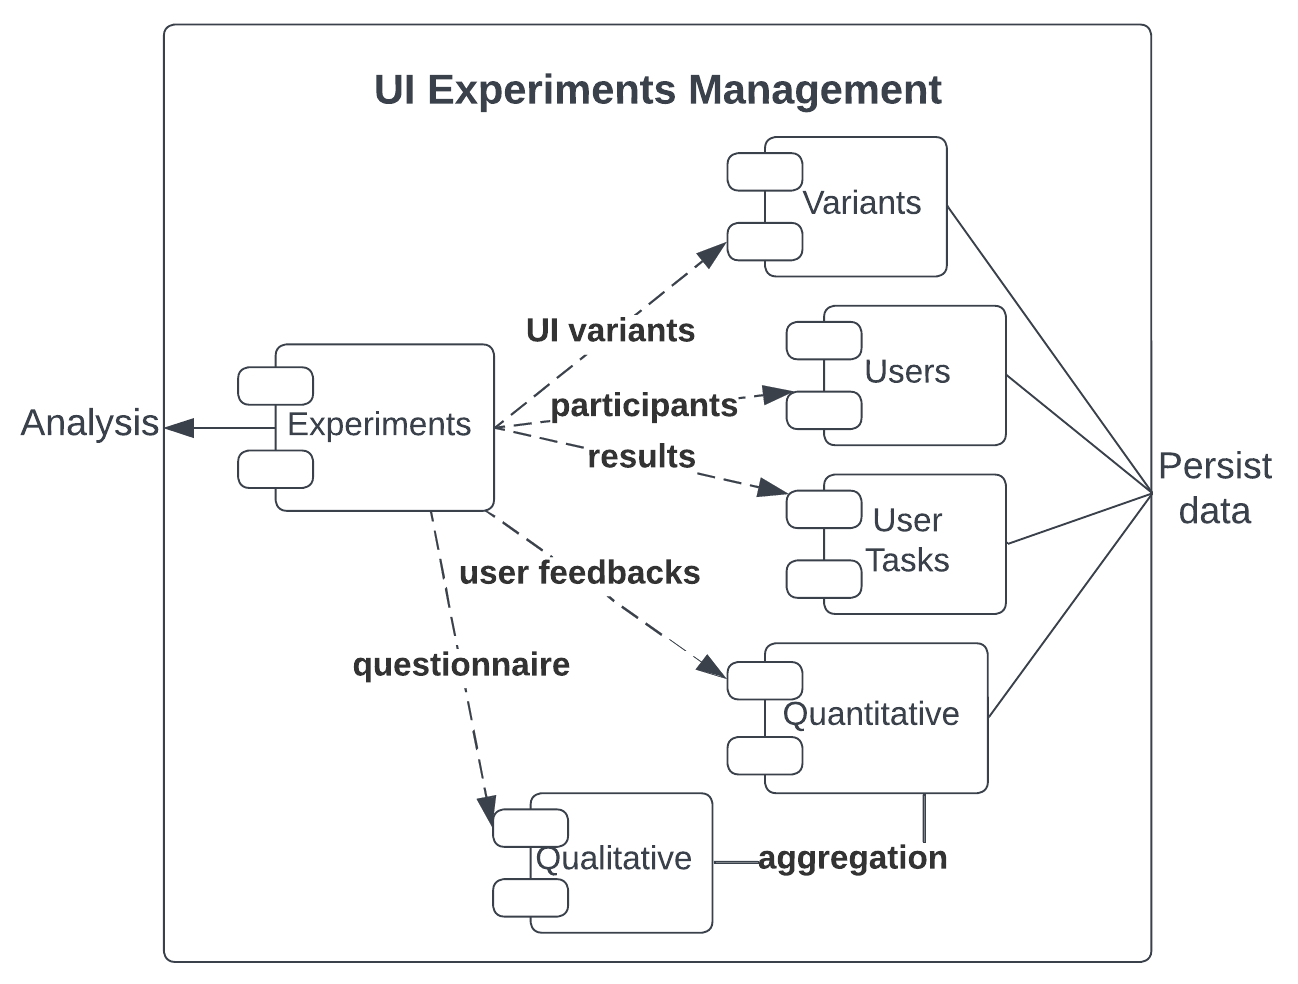 UI Experiments Management
Variants
UI variants
Users
participants
Analysis
Experiments
results
Persist
data
User
Tasks
user feedbacks
questionnaire
Quantitative
Qualitative
aggregation